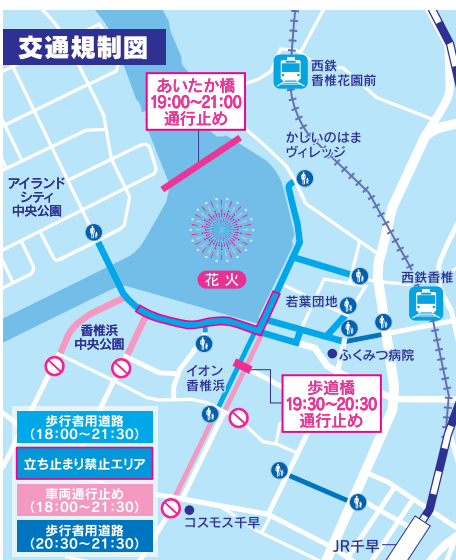 交通規制図
西鉄
香椎花園前
あいたか橋
19:00〜21:00
通行止め
かしいのはま
ヴィレッジ
アイランド
シティ
中央公園
花火
西鉄香椎
若葉団地
香椎浜
中央公園
ふくみつ病院
イオン
香椎浜
歩道橋
19:30〜20:30
通行止め
歩行者用道路
(18:00〜21:30)
立ち止まり禁止エリア
車両通行止め
(18:00〜21:30)
歩行者用道路
(20:30〜21:30)
コスモス千早
JR千早